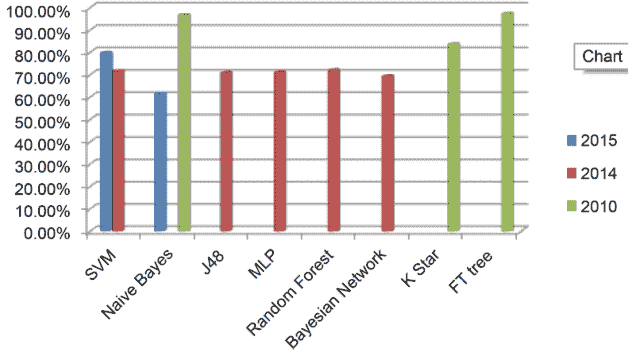 100.00%
90.00%
80.00%
70.00%
60.00%
50.00%
40.00%
30.00%
20.00%
10.00%
0.00%
SVM
Naive Bayes
J48
MLP
Random Forest
Bayesian Network
K Star
FT tree
Chart
2015
2014
2010